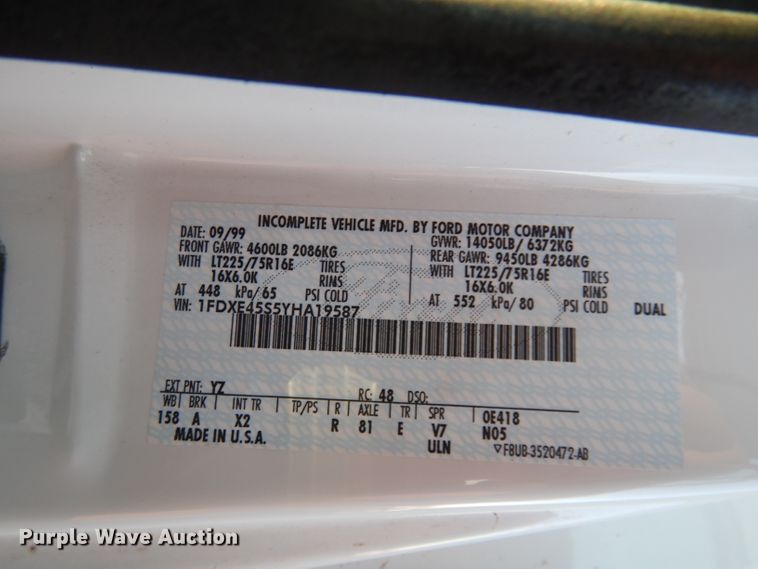 INCOMPLETE VEHICLE MFD. BY FORD MOTOR COMPANY
DATE: 09/99 GVWR: 14050LB/ 6372KG
FRONT GAWR: 4600LB 2086KG REAR GAWR: 9450LB 4286KG
WITH LT225/75R16E TIRES WITH LT225/75R16E TIRES
16X6.0K RIMS 16X6.0K RIMS
AT 448 kPa/65 PSI COLD AT 552 kPa/80 PSI COLD DUAL
VIN: 1FDXE45S5YHA19587
EXT PNT: YZ RC: 48 DSO:
WB BRK INT TR TP/PS R AXLE TR SPR 0E418
158 A X2 R 81 E V7 N05
MADE IN U.S.A. ULN ▽F8UB-3520472-AB
Purple Wave Auction